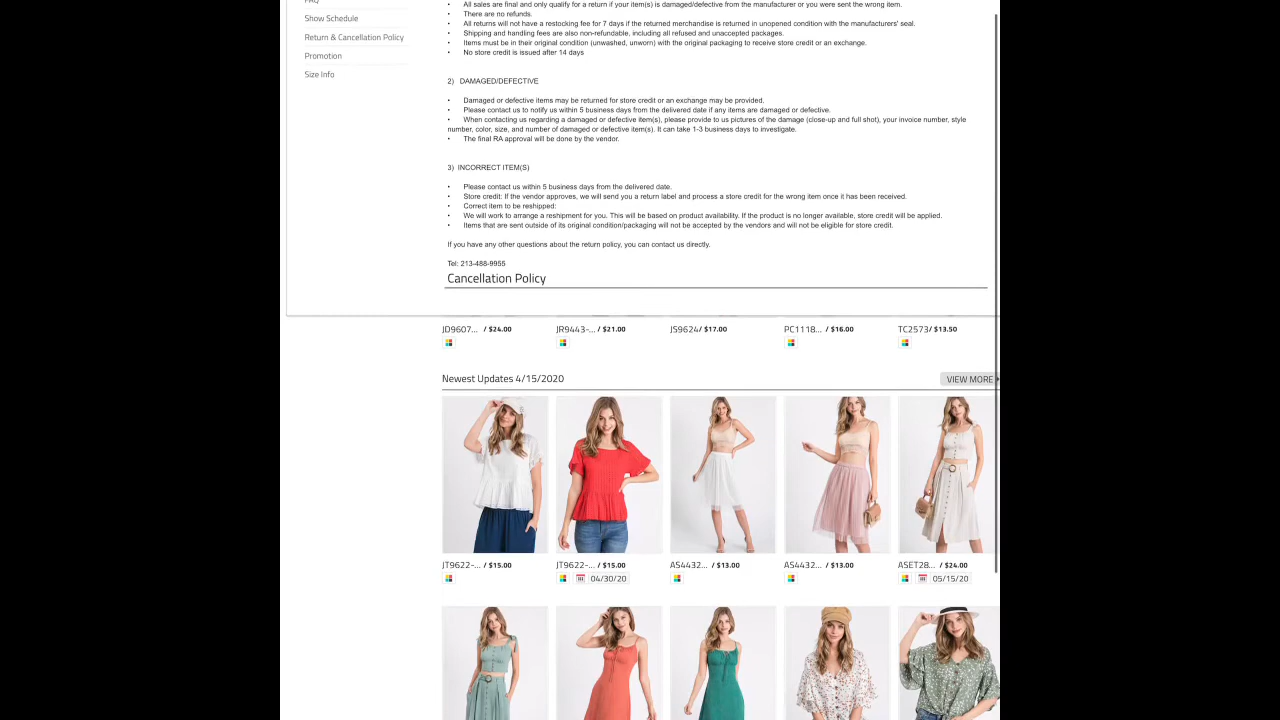 FAQ
Show Schedule
Return & Cancellation Policy
Promotion
Size Info
• All sales are final and only qualify for a return if your item(s) is damaged/defective from the manufacturer or you were sent the wrong item.
• There are no refunds.
• All returns will not have a restocking fee for 7 days if the returned merchandise is returned in unopened condition with the manufacturers' seal.
• Shipping and handling fees are also non-refundable, including all refused and unaccepted packages.
• Items must be in their original condition (unwashed, unworn) with the original packaging to receive store credit or an exchange.
• No store credit is issued after 14 days
2) DAMAGED/DEFECTIVE
• Damaged or defective items may be returned for store credit or an exchange may be provided.
• Please contact us to notify us within 5 business days from the delivered date if any items are damaged or defective.
• When contacting us regarding a damaged or defective item(s), please provide to us pictures of the damage (close-up and full shot), your invoice number, style
number, color, size, and number of damaged or defective item(s). It can take 1-3 business days to investigate.
• The final RA approval will be done by the vendor.
3) INCORRECT ITEM(S)
• Please contact us within 5 business days from the delivered date.
• Store credit: If the vendor approves, we will send you a return label and process a store credit for the wrong item once it has been received.
• Correct item to be reshipped:
• We will work to arrange a reshipment for you. This will be based on product availability. If the product is no longer available, store credit will be applied.
• Items that are sent outside of its original condition/packaging will not be accepted by the vendors and will not be eligible for store credit.
If you have any other questions about the return policy, you can contact us directly.
Tel: 213-488-9955
Cancellation Policy
JD9607... / $24.00 JR9443-... / $21.00 JS9624/ $17.00 PC1118... / $16.00 TC2573/ $13.50
Newest Updates 4/15/2020 VIEW MORE
JT9622-... / $15.00 JT9622-... / $15.00 AS4432... / $13.00 AS4432... / $13.00 ASET28... / $24.00
04/30/20 05/15/20